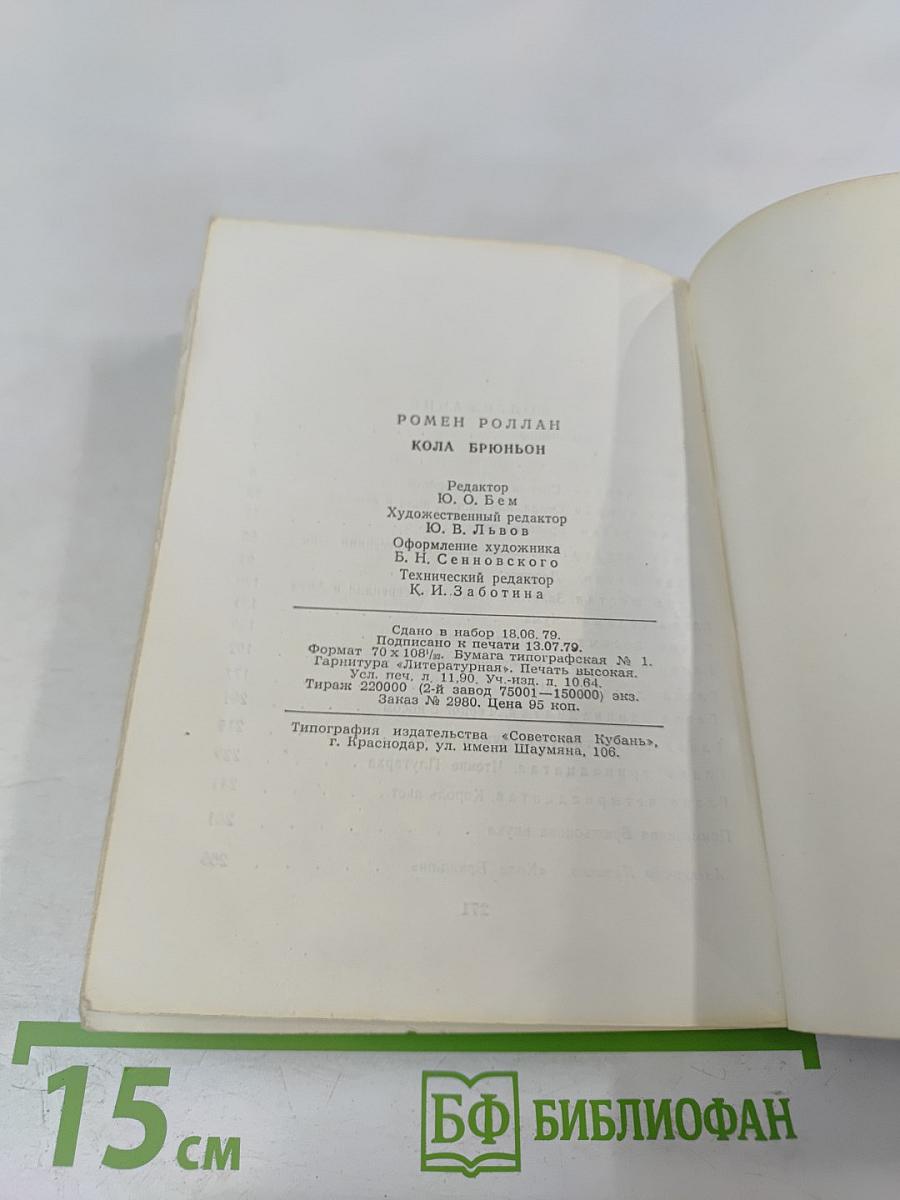 РОМЕН РОЛЛАН
КОЛА БРЮНЬОН
Редактор
Ю. О. Бем
Художественный редактор
Ю. В. Львов
Оформление художника
Б. Н. Сенновского
Технический редактор
К. И. Заботина
Сдано в набор 18.06. 79.
Подписано к печати 13.07.79.
Формат 70 x 108¹/₃₂. Бумага типографская № 1.
Гарнитура «Литературная». Печать высокая.
Усл. печ. л. 11,90. Уч.-изд. л. 10,64.
Тираж 220000 (2-й завод 75001—150000) экз.
Заказ № 2980. Цена 95 коп.
Типография издательства «Советская Кубань»,
г. Краснодар, ул. имени Шаумяна, 106.
271
15 см
БФ БИБЛИОФАН